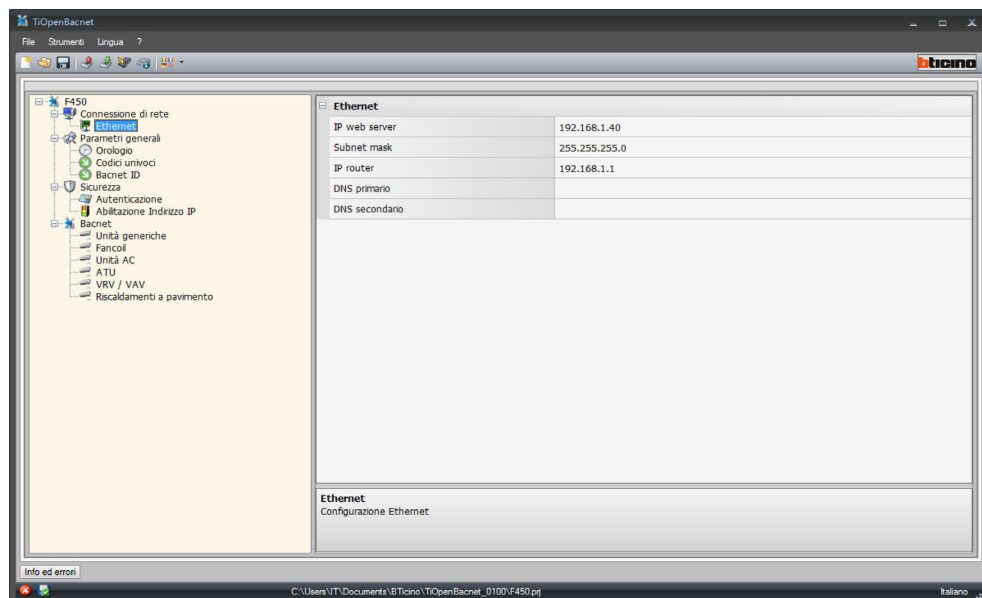 TiOpenBacnet
File Strumenti Lingua ?
bticino
F450
Connessione di rete
Ethernet
Parametri generali
Orologio
Codici univoci
Bacnet ID
Sicurezza
Autenticazione
Abilitazione Indirizzo IP
Bacnet
Unità generiche
Fancoil
Unità AC
ATU
VRV / VAV
Riscaldamenti a pavimento
Ethernet
IP web server 192.168.1.40
Subnet mask 255.255.255.0
IP router 192.168.1.1
DNS primario
DNS secondario
Ethernet
Configurazione Ethernet
Info ed errori
C:\Users\IT\Documents\BTicino\TiOpenBacnet_0100\F450.prj Italiano